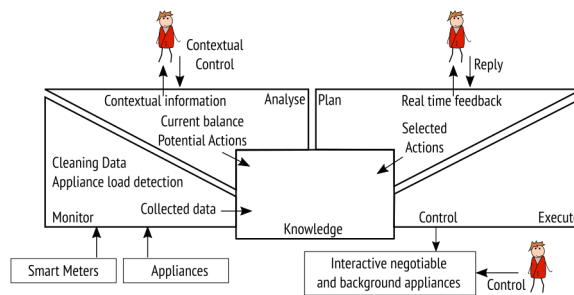 Contextual
Control
Reply
Contextual information
Analyse
Plan
Real time feedback
Current balance
Potential Actions
Selected
Actions
Cleaning Data
Appliance load detection
Collected data
Monitor
Knowledge
Control
Execute
Smart Meters
Appliances
Interactive negotiable
and background appliances
Control